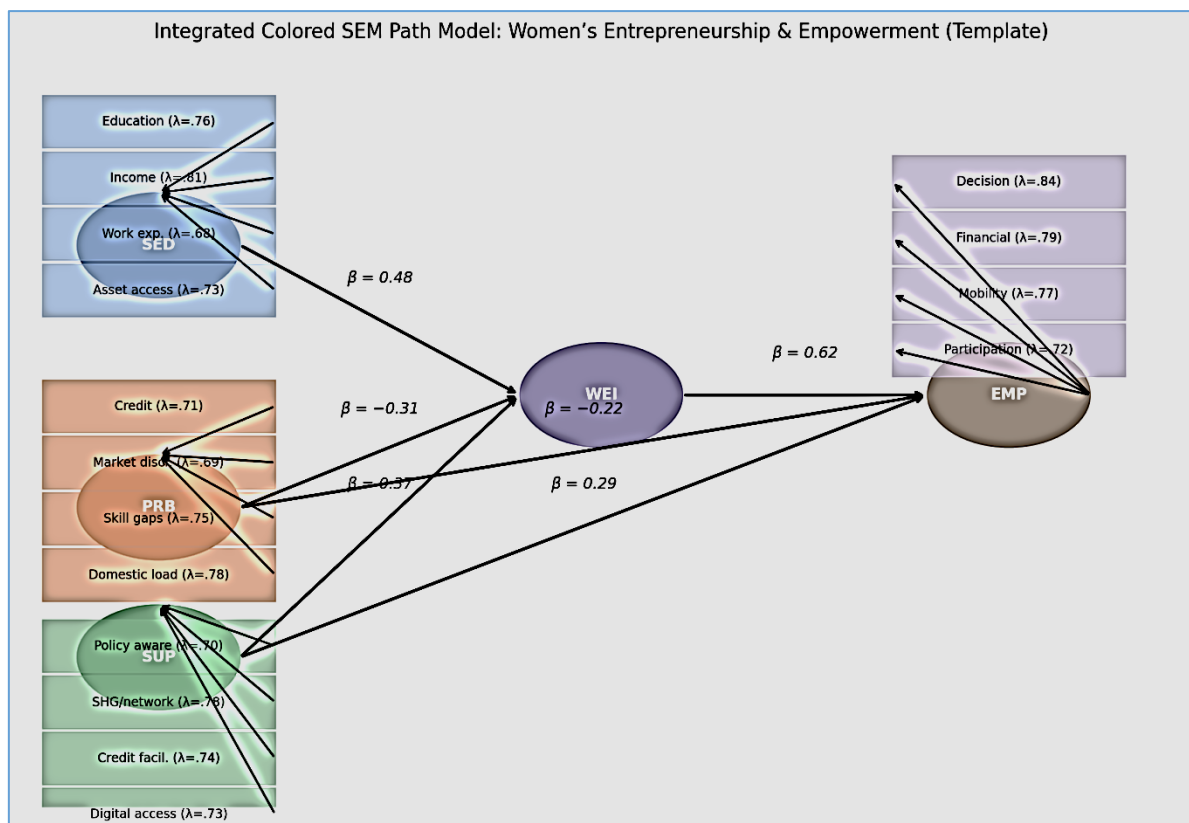 Integrated Colored SEM Path Model: Women’s Entrepreneurship & Empowerment (Template)
Education (λ=.76)
Income (λ=.81)
Work exp. (λ=.68)
SED
Asset access (λ=.73)
Credit (λ=.71)
Market discr. (λ=.69)
PRB
Skill gaps (λ=.75)
Domestic load (λ=.78)
Policy aware (λ=.70)
SUP
SHG/network (λ=.78)
Credit facil. (λ=.74)
Digital access (λ=.73)
β = 0.48
β = −0.31
β = 0.37
WEI
β = −0.22
β = 0.29
β = 0.62
Decision (λ=.84)
Financial (λ=.79)
Mobility (λ=.77)
Participation (λ=.72)
EMP